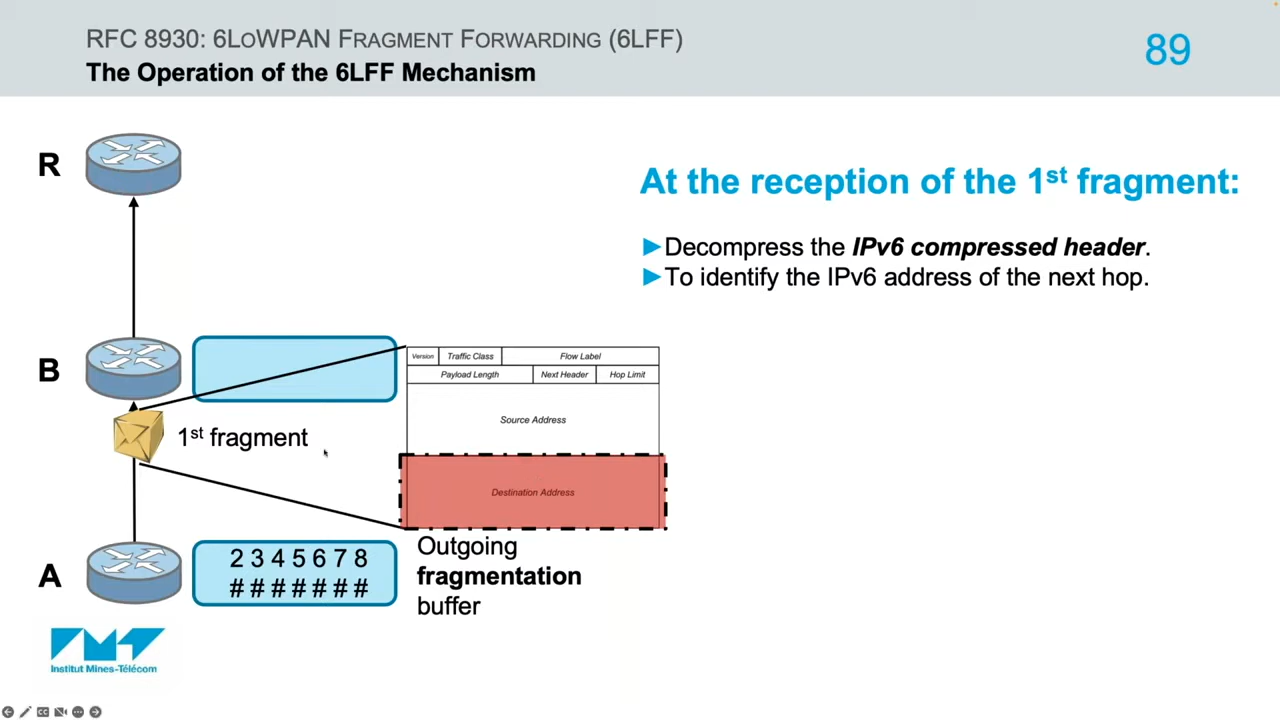 RFC 8930: 6LoWPAN Fragment Forwarding (6LFF)
The Operation of the 6LFF Mechanism
89
R
At the reception of the 1st fragment:
▶Decompress the IPv6 compressed header.
▶To identify the IPv6 address of the next hop.
B
Version Traffic Class Flow Label
Payload Length Next Header Hop Limit
Source Address
1st fragment
Destination Address
A
2 3 4 5 6 7 8
# # # # # # #
Outgoing
fragmentation
buffer
Institut Mines-Télécom
CC